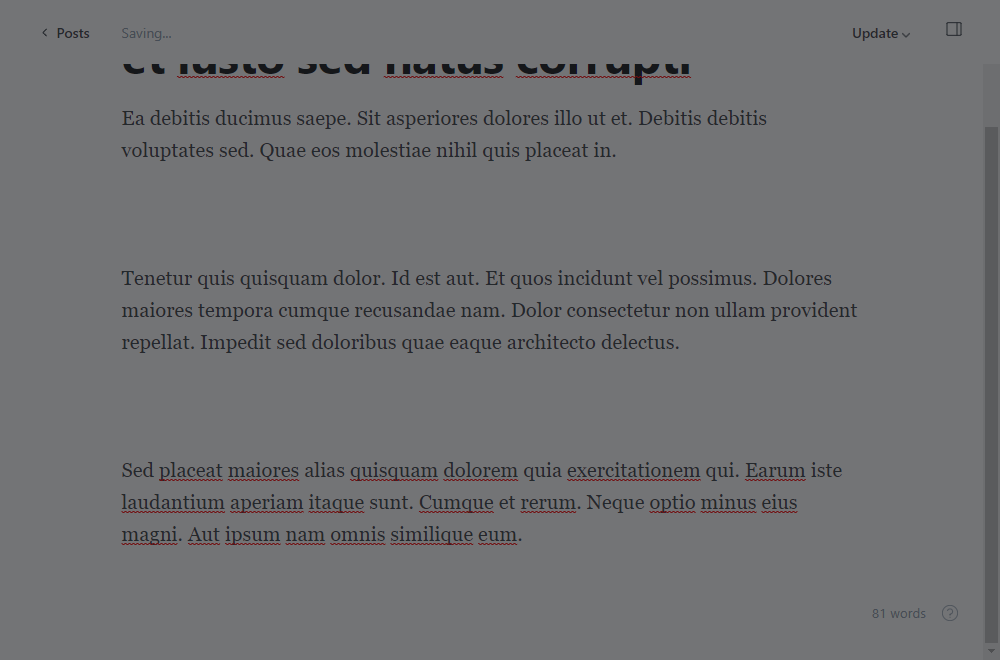 Posts
Saving...
Update
et iusto sed natus corrupti
Ea debitis ducimus saepe. Sit asperiores dolores illo ut et. Debitis debitis
voluptates sed. Quae eos molestiae nihil quis placeat in.
Tenetur quis quisquam dolor. Id est aut. Et quos incidunt vel possimus. Dolores
maiores tempora cumque recusandae nam. Dolor consectetur non ullam provident
repellat. Impedit sed doloribus quae eaque architecto delectus.
Sed placeat maiores alias quisquam dolorem quia exercitationem qui. Earum iste
laudantium aperiam itaque sunt. Cumque et rerum. Neque optio minus eius
magni. Aut ipsum nam omnis similique eum.
81 words
?